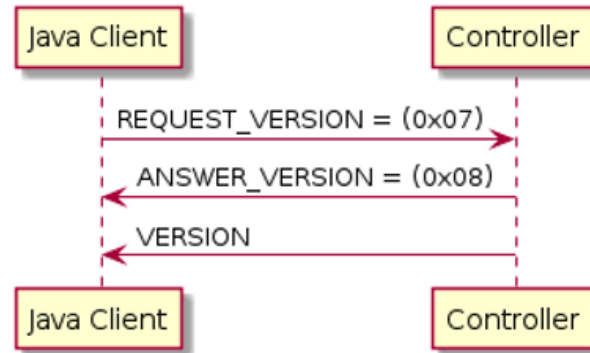 Java Client
Controller
REQUEST_VERSION = (0x07)
ANSWER_VERSION = (0x08)
VERSION
Java Client
Controller